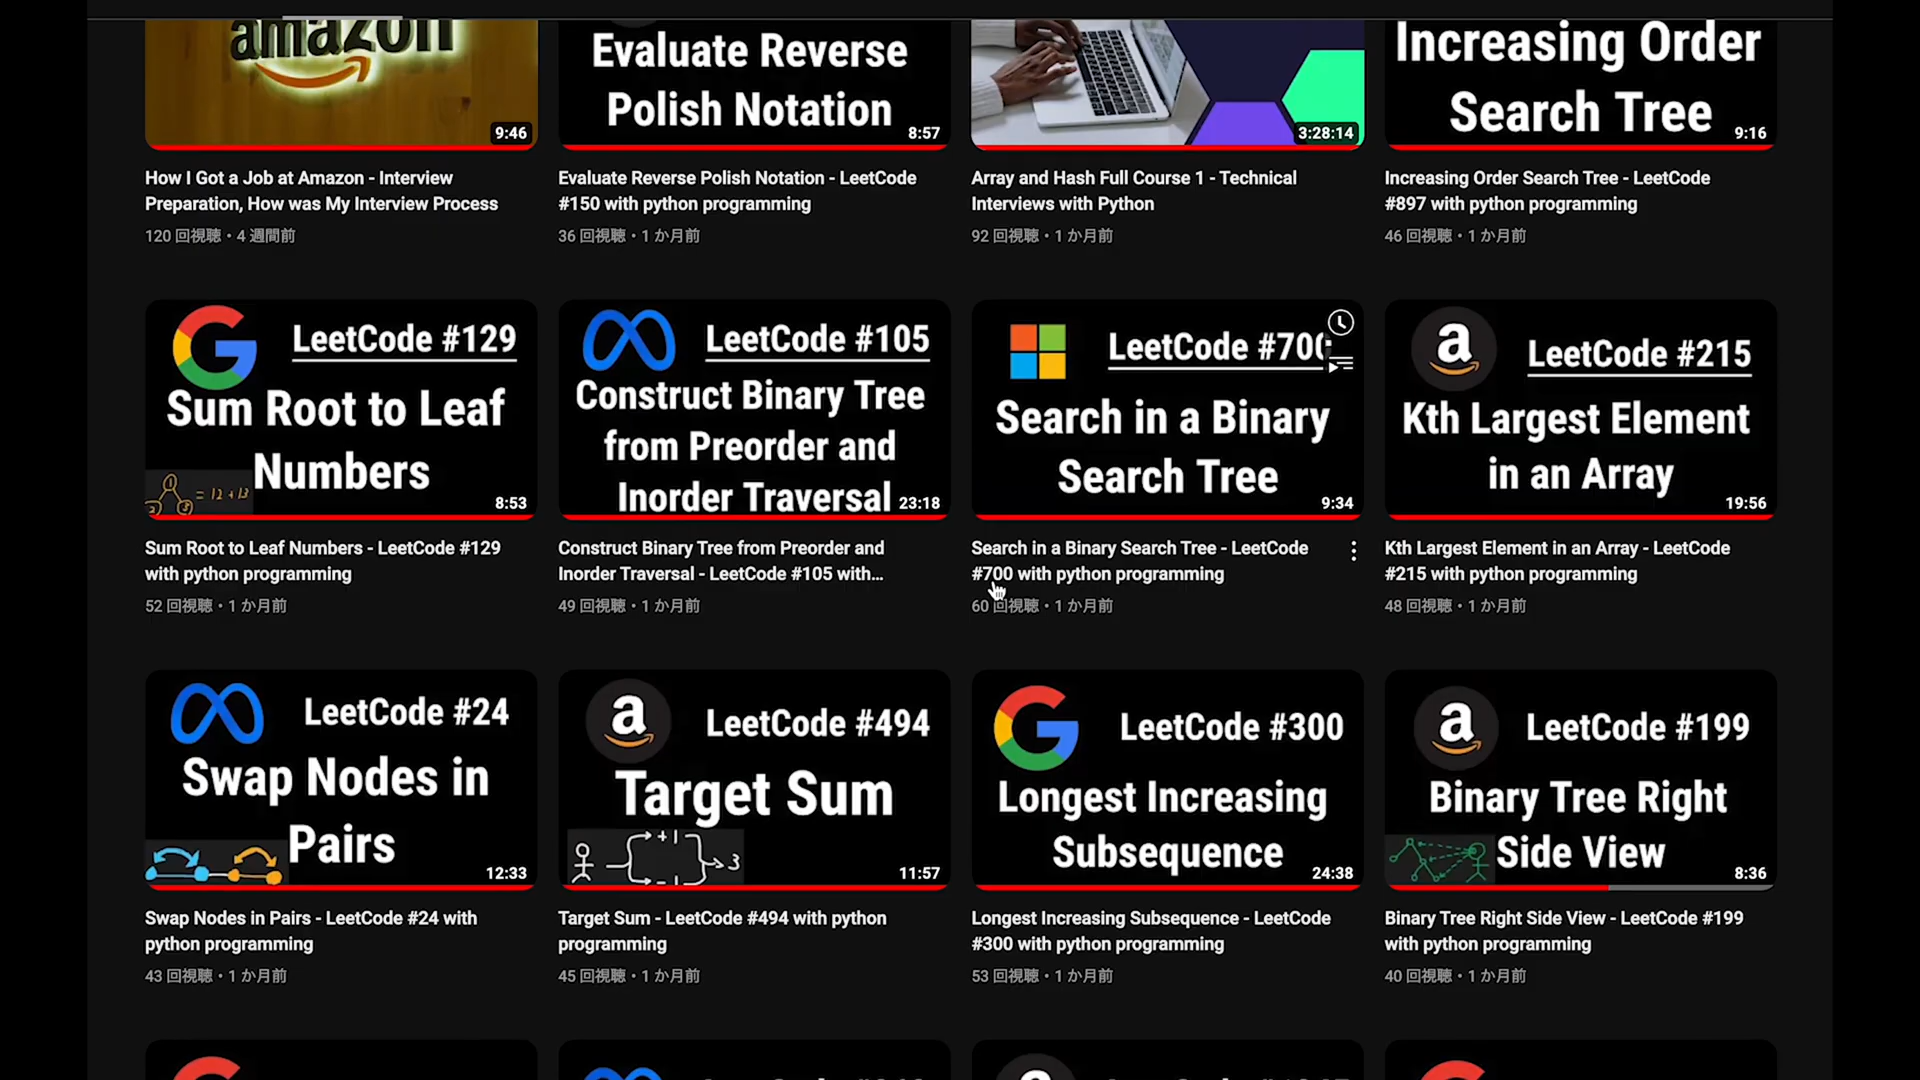 amazon
9:46
Evaluate Reverse
Polish Notation
8:57
3:28:14
Increasing Order
Search Tree
9:16
How I Got a Job at Amazon - Interview
Preparation, How was My Interview Process
120 回視聴・4 週間前
Evaluate Reverse Polish Notation - LeetCode
#150 with python programming
36 回視聴・1 か月前
Array and Hash Full Course 1 - Technical
Interviews with Python
92 回視聴・1 か月前
Increasing Order Search Tree - LeetCode
#897 with python programming
46 回視聴・1 か月前
LeetCode #129
Sum Root to Leaf
Numbers
= 12 + 13
8:53
LeetCode #105
Construct Binary Tree
from Preorder and
Inorder Traversal
23:18
LeetCode #700
Search in a Binary
Search Tree
9:34
a
LeetCode #215
Kth Largest Element
in an Array
19:56
Sum Root to Leaf Numbers - LeetCode #129
with python programming
52 回視聴・1 か月前
Construct Binary Tree from Preorder and
Inorder Traversal - LeetCode #105 with...
49 回視聴・1 か月前
Search in a Binary Search Tree - LeetCode
#700 with python programming
60 回視聴・1 か月前
Kth Largest Element in an Array - LeetCode
#215 with python programming
48 回視聴・1 か月前
LeetCode #24
Swap Nodes in
Pairs
12:33
a
LeetCode #494
Target Sum
+1
-1
3
11:57
LeetCode #300
Longest Increasing
Subsequence
24:38
a
LeetCode #199
Binary Tree Right
Side View
8:36
Swap Nodes in Pairs - LeetCode #24 with
python programming
43 回視聴・1 か月前
Target Sum - LeetCode #494 with python
programming
45 回視聴・1 か月前
Longest Increasing Subsequence - LeetCode
#300 with python programming
53 回視聴・1 か月前
Binary Tree Right Side View - LeetCode #199
with python programming
40 回視聴・1 か月前